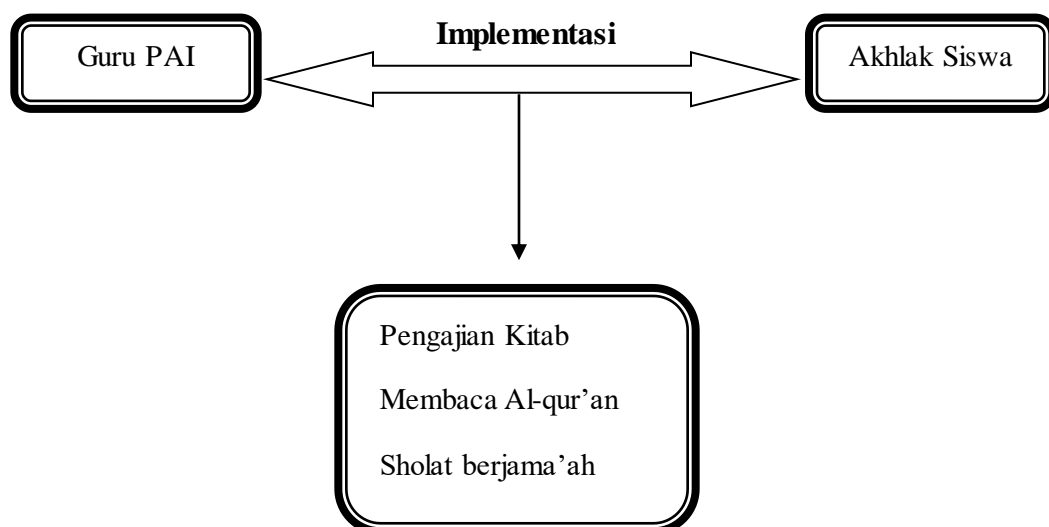 Guru PAI
Implementasi
Akhlak Siswa
Pengajian Kitab
Membaca Al-qur’an
Sholat berjama’ah